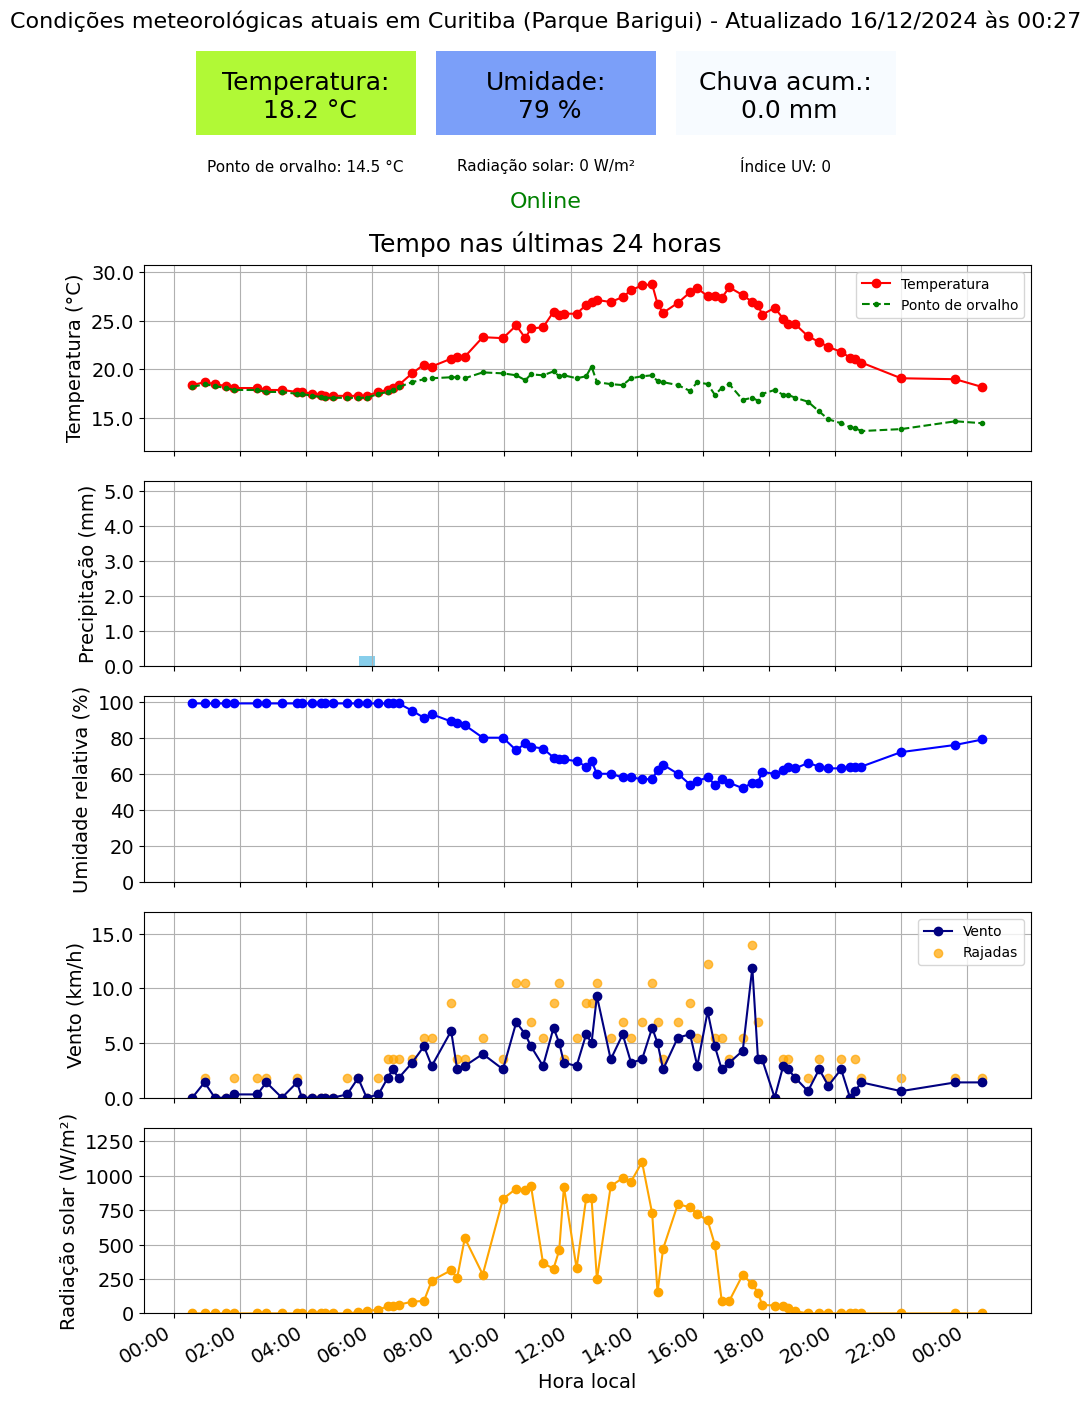 Condições meteorológicas atuais em Curitiba (Parque Barigui) - Atualizado 16/12/2024 às 00:27
Temperatura:
18.2 °C
Umidade:
79 %
Chuva acum.:
0.0 mm
Ponto de orvalho: 14.5 °C
Radiação solar: 0 W/m²
Índice UV: 0
Online
Tempo nas últimas 24 horas
Temperatura (°C)
30.0
25.0
20.0
15.0
Temperatura
Ponto de orvalho
Precipitação (mm)
5.0
4.0
3.0
2.0
1.0
0.0
Umidade relativa (%)
100
80
60
40
20
0
Vento (km/h)
15.0
10.0
5.0
0.0
Vento
Rajadas
Radiação solar (W/m²)
1250
1000
750
500
250
0
00:00
02:00
04:00
06:00
08:00
10:00
12:00
14:00
16:00
18:00
20:00
22:00
00:00
Hora local